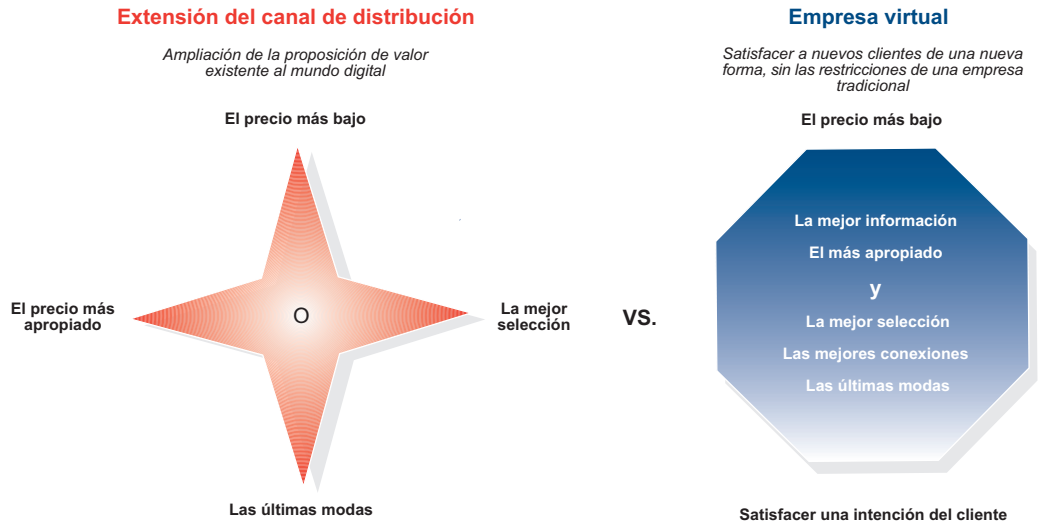 Extensión del canal de distribución
Ampliación de la proposición de valor
existente al mundo digital
El precio más bajo
El precio más
apropiado
O
La mejor
selección
Las últimas modas
VS.
Empresa virtual
Satisfacer a nuevos clientes de una nueva
forma, sin las restricciones de una empresa
tradicional
El precio más bajo
La mejor información
El más apropiado
y
La mejor selección
Las mejores conexiones
Las últimas modas
Satisfacer una intención del cliente